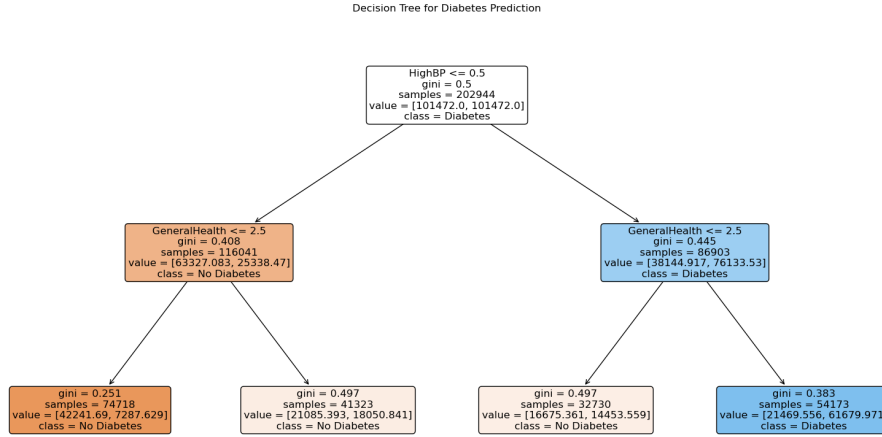 Decision Tree for Diabetes Prediction
HighBP <= 0.5
gini = 0.5
samples = 202944
value = [101472.0, 101472.0]
class = Diabetes
GeneralHealth <= 2.5
gini = 0.408
samples = 116041
value = [63327.083, 25338.47]
class = No Diabetes
GeneralHealth <= 2.5
gini = 0.445
samples = 86903
value = [38144.917, 76133.53]
class = Diabetes
gini = 0.251
samples = 74718
value = [42241.69, 7287.629]
class = No Diabetes
gini = 0.497
samples = 41323
value = [21085.393, 18050.841]
class = No Diabetes
gini = 0.497
samples = 32730
value = [16675.361, 14453.559]
class = No Diabetes
gini = 0.383
samples = 54173
value = [21469.556, 61679.971]
class = Diabetes